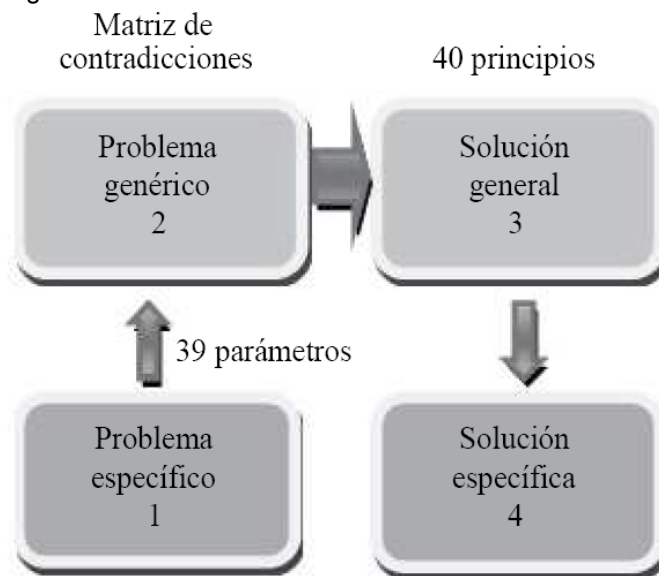 Matriz de
contradicciones
40 principios
Problema
genérico
2
Solución
general
3
39 parámetros
Problema
específico
1
Solución
específica
4